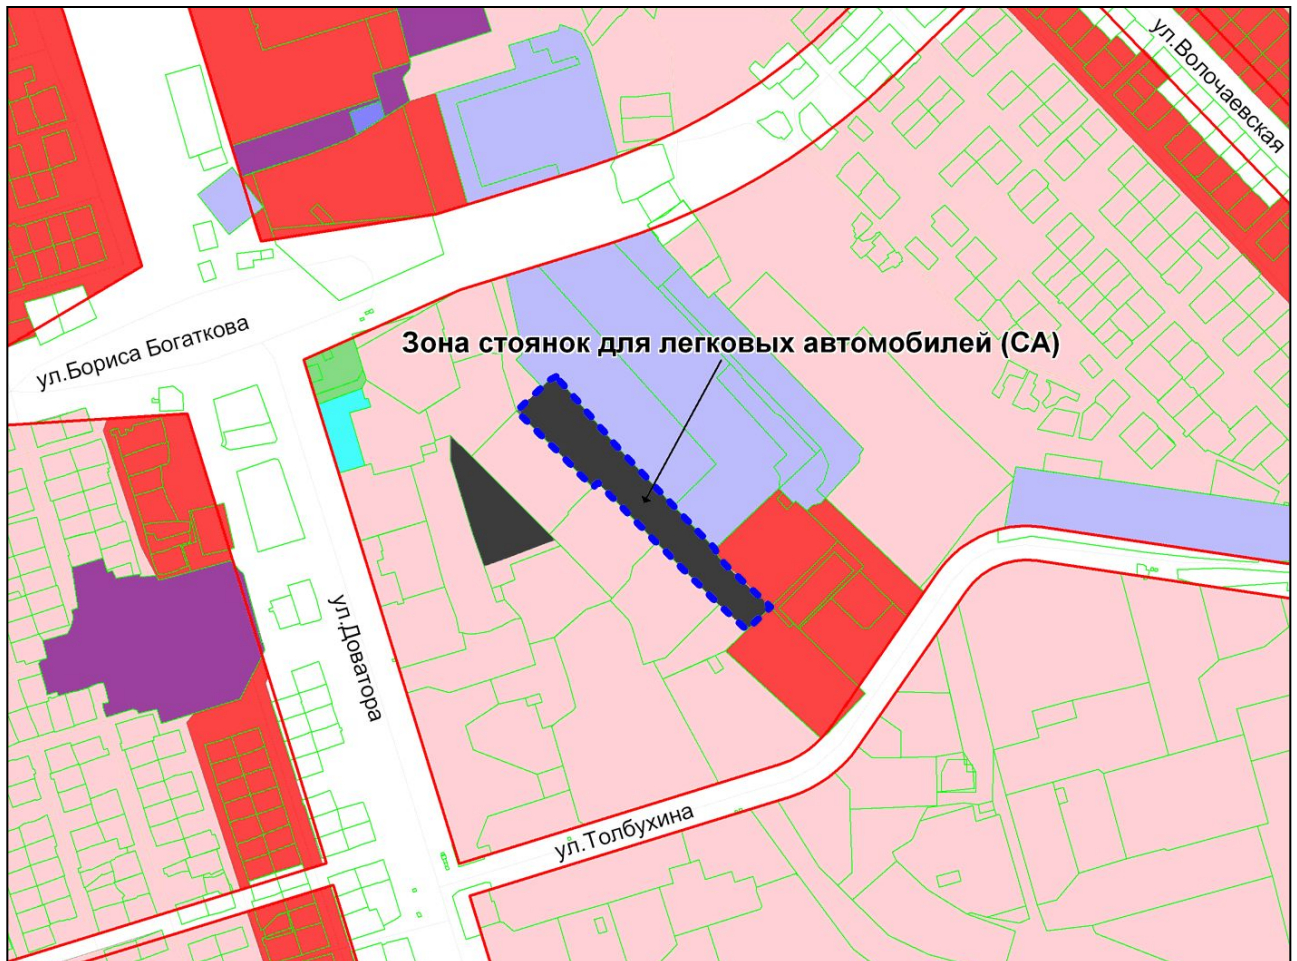 ул.Волочаевская
ул.Бориса Богаткова
Зона стоянок для легковых автомобилей (СА)
ул.Доватора
ул.Толбухина